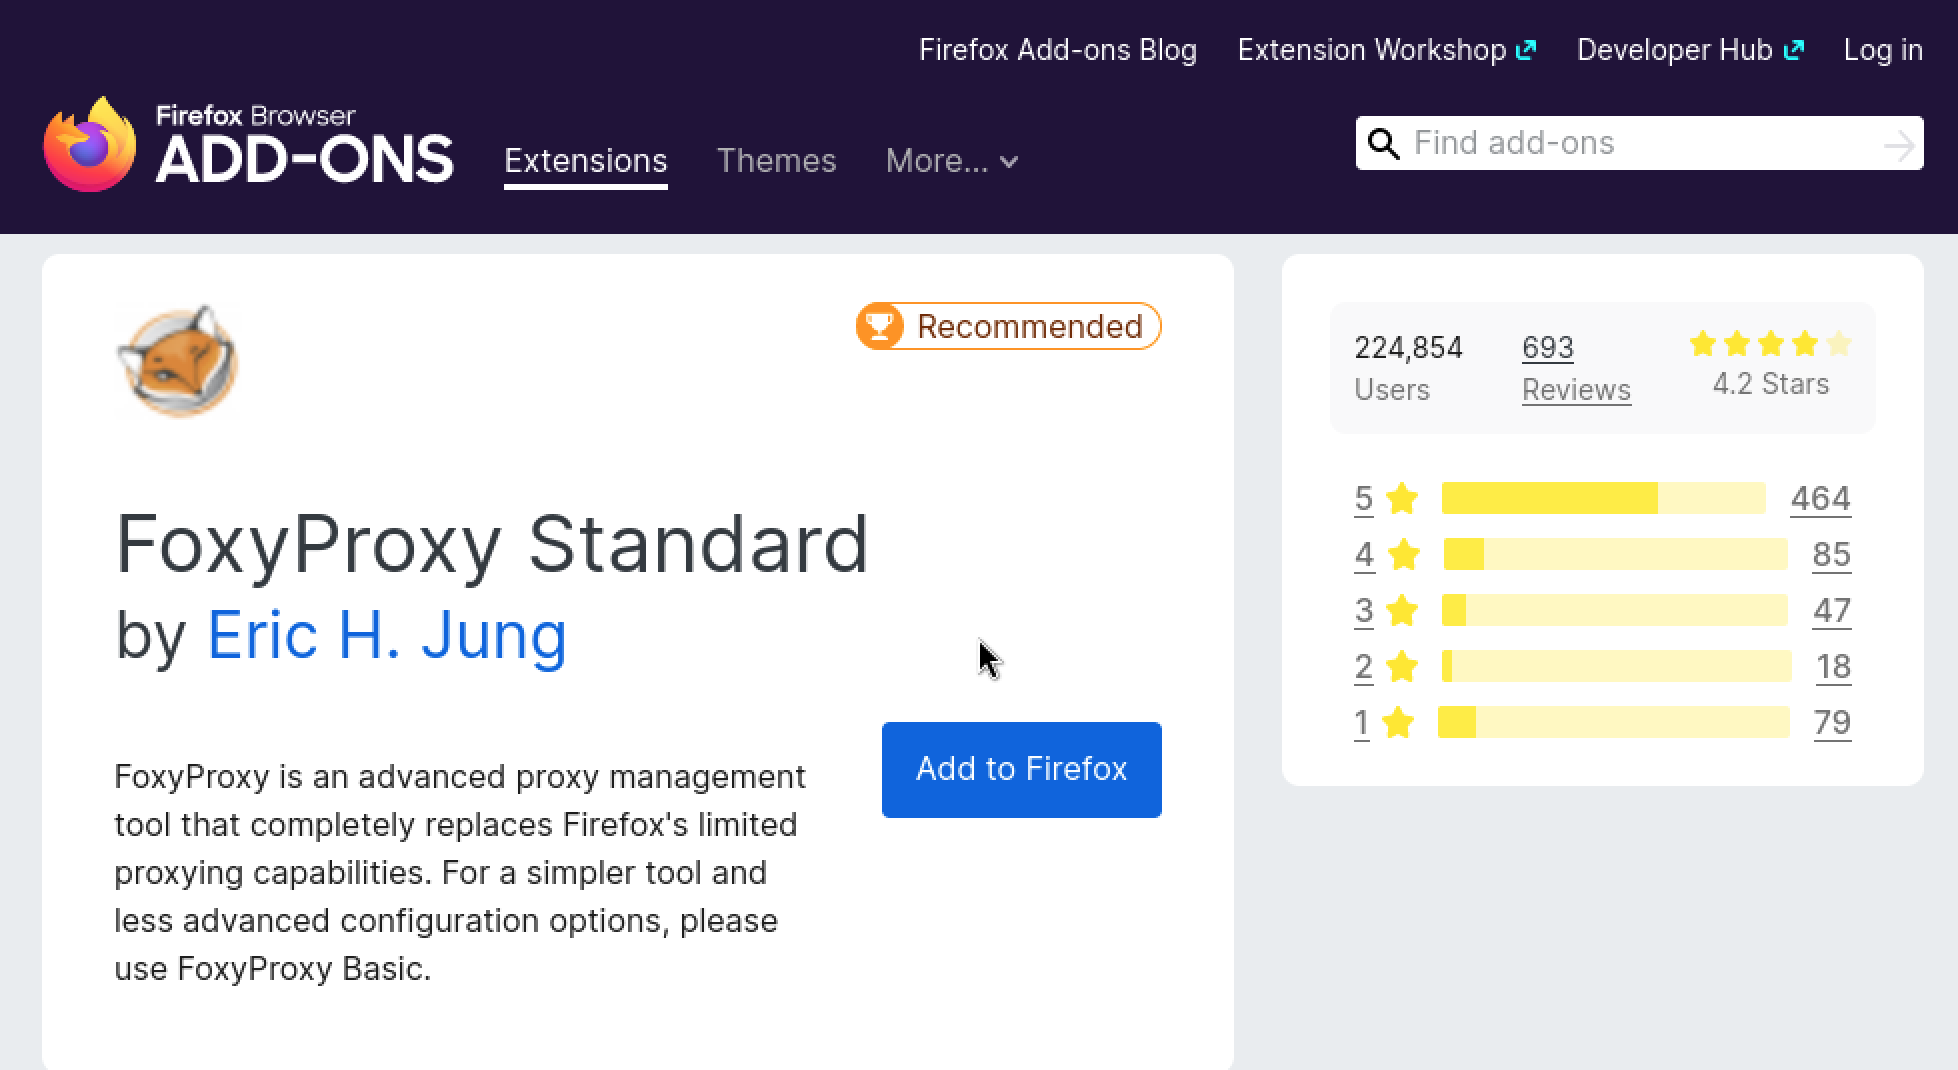 Firefox Add-ons Blog Extension Workshop Developer Hub Log in
Firefox Browser
ADD-ONS
Extensions Themes More...
Find add-ons
Recommended
FoxyProxy Standard
by Eric H. Jung
FoxyProxy is an advanced proxy management
tool that completely replaces Firefox's limited
proxying capabilities. For a simpler tool and
less advanced configuration options, please
use FoxyProxy Basic.
Add to Firefox
224,854 693
Users Reviews 4.2 Stars
5 464
4 85
3 47
2 18
1 79